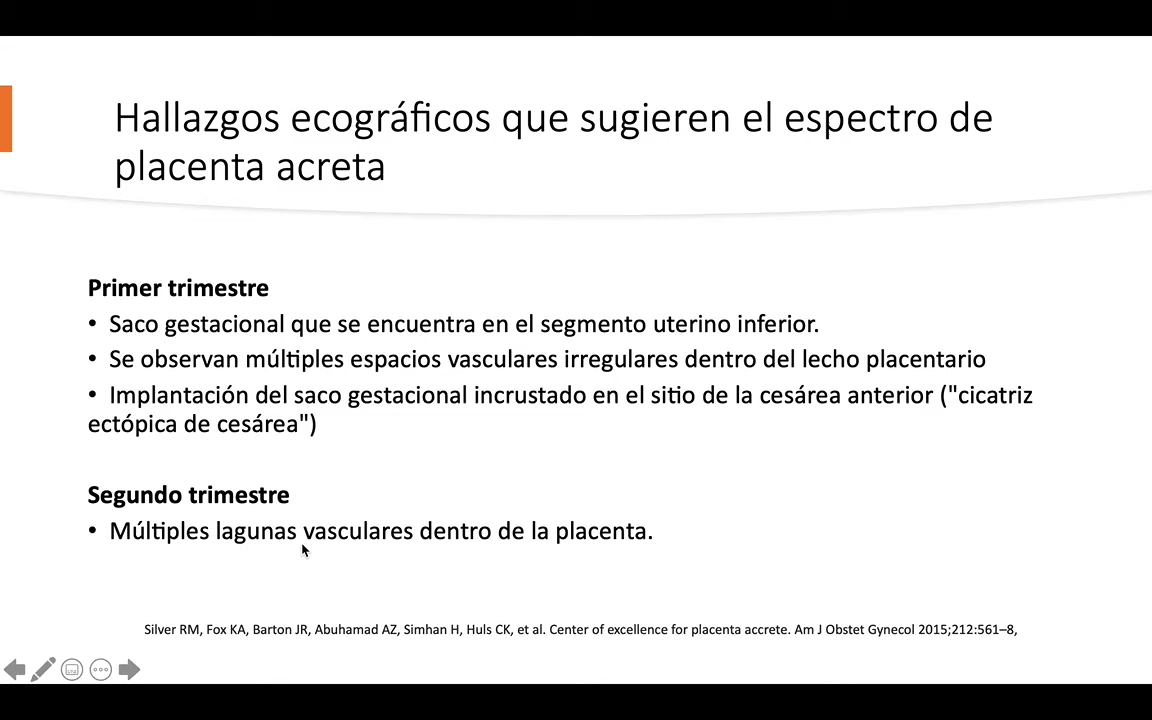 Hallazgos ecográficos que sugieren el espectro de
placenta acreta
Primer trimestre
• Saco gestacional que se encuentra en el segmento uterino inferior.
• Se observan múltiples espacios vasculares irregulares dentro del lecho placentario
• Implantación del saco gestacional incrustado en el sitio de la cesárea anterior ("cicatriz
ectópica de cesárea")
Segundo trimestre
• Múltiples lagunas vasculares dentro de la placenta.
Silver RM, Fox KA, Barton JR, Abuhamad AZ, Simhan H, Huls CK, et al. Center of excellence for placenta accrete. Am J Obstet Gynecol 2015;212:561–8,